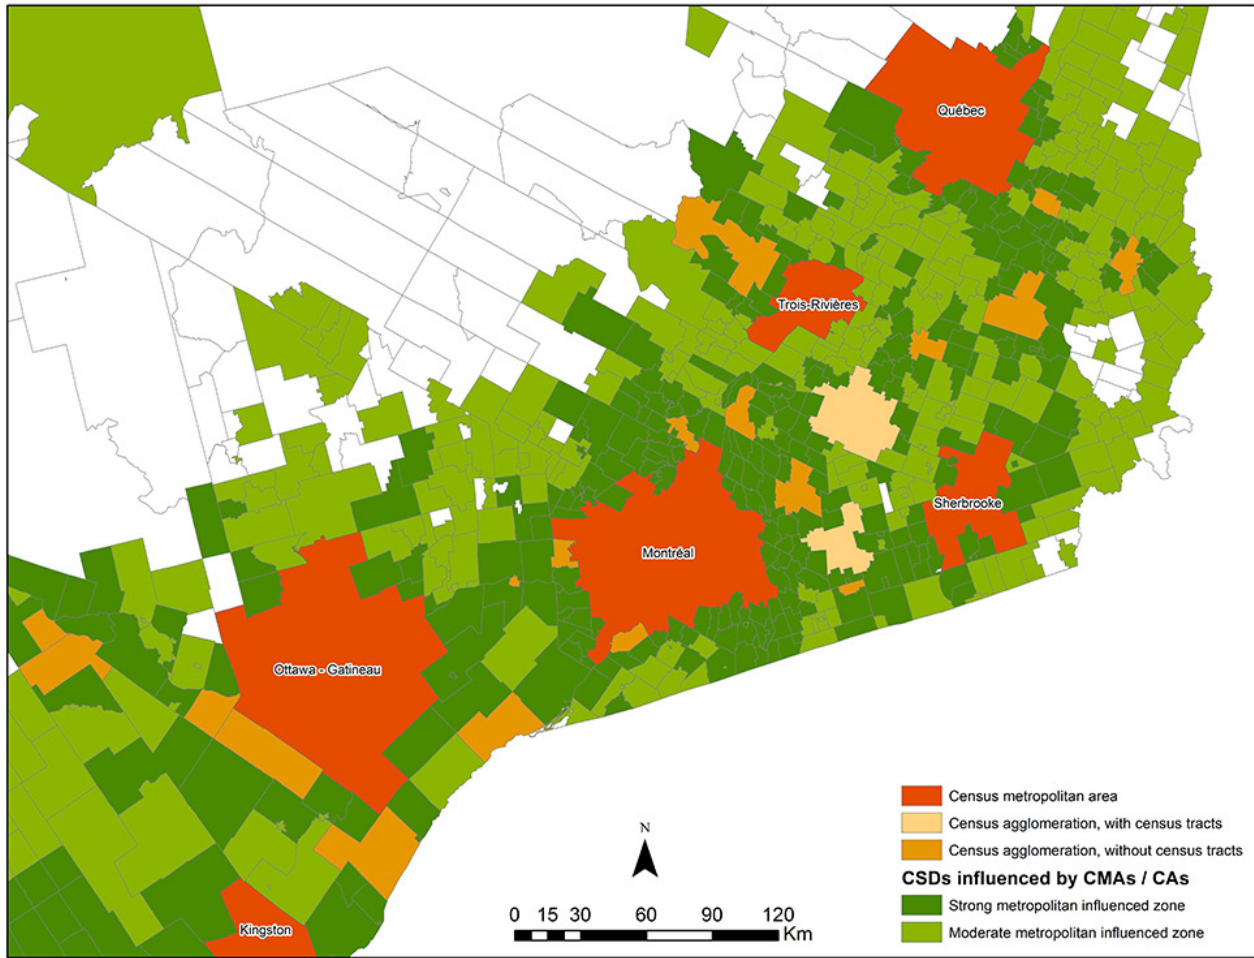 Québec
Trois-Rivières
Sherbrooke
Montréal
Ottawa - Gatineau
Kingston
Census metropolitan area
Census agglomeration, with census tracts
Census agglomeration, without census tracts
CSDs influenced by CMAs / CAs
Strong metropolitan influenced zone
Moderate metropolitan influenced zone
N
0 15 30 60 90 120
Km